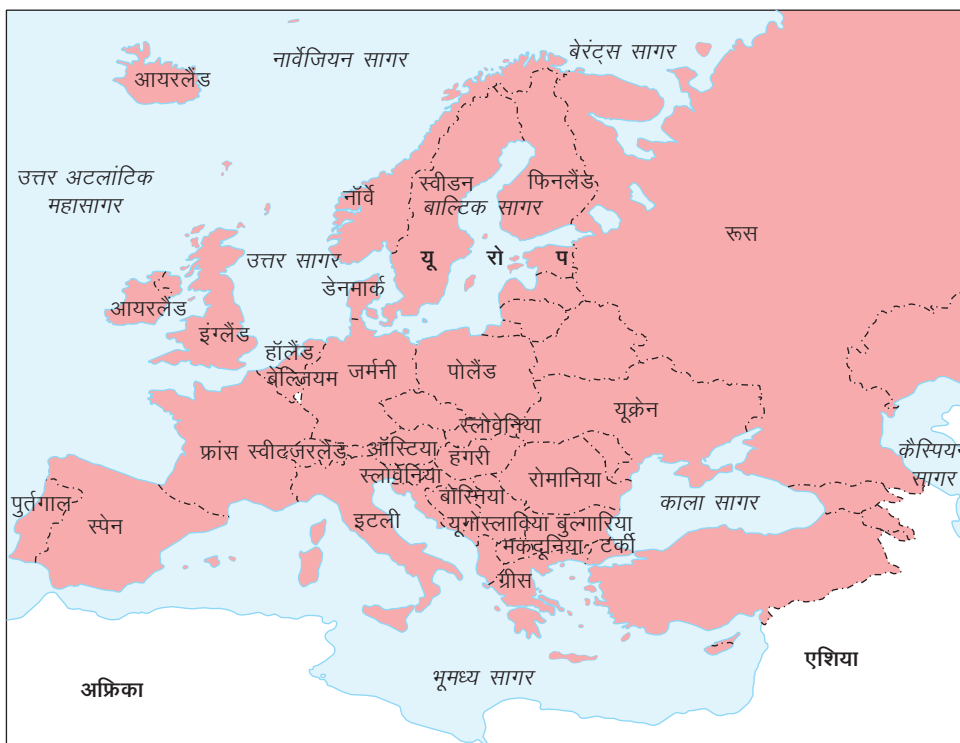 नार्वेजियन सागर
बेरंट्स सागर
आयरलैंड
उत्तर अटलांटिक
महासागर
नॉर्वे
स्वीडन
फिनलैंड
बाल्टिक सागर
रूस
उत्तर सागर
यू रो प
डेनमार्क
आयरलैंड
इंग्लैंड
हॉलैंड
बेल्जियम
जर्मनी
पोलैंड
यूक्रेन
स्लोवेनिया
फ्रांस
स्वीदजरलैंड
ऑस्टिया
हंगरी
स्लोवेनिया
रोमानिया
बोस्नियो
कैस्पियन
सागर
काला सागर
पुर्तगाल
स्पेन
इटली
यूगोस्लाविया
बुल्गारिया
मकदूनिया
टर्की
ग्रीस
भूमध्य सागर
एशिया
अफ्रिका